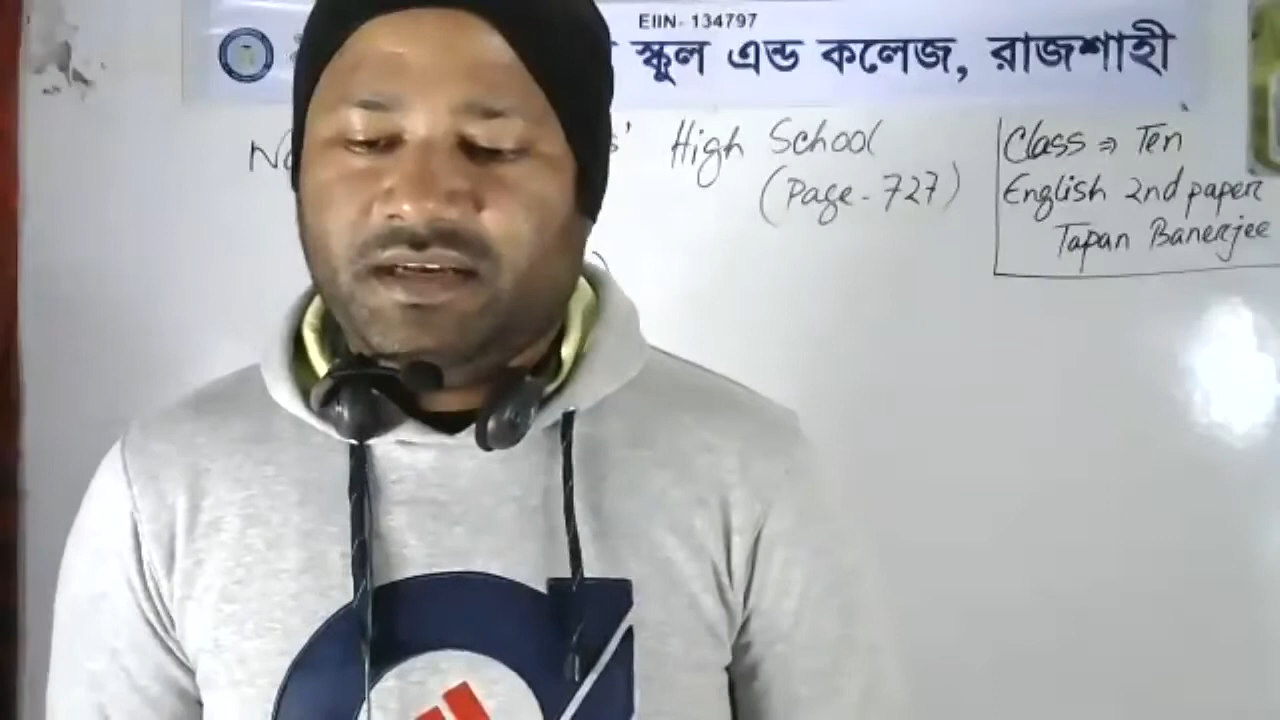 EIIN- 134797
স্কুল এন্ড কলেজ, রাজশাহী
High School
(Page - 727)
Class ⇒ Ten
English 2nd paper
Tapan Banerjee